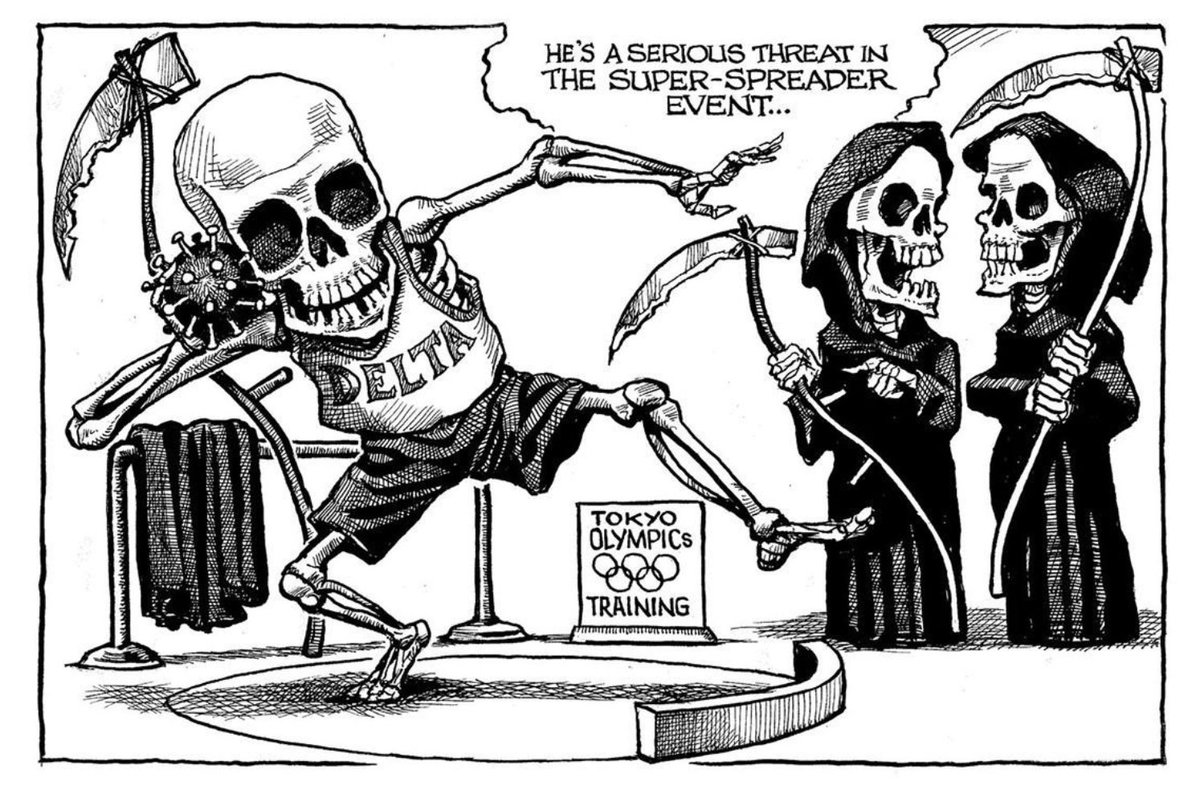 HE'S A SERIOUS THREAT IN
THE SUPER-SPREADER
EVENT...
DELTA
TOKYO
OLYMPICS
TRAINING